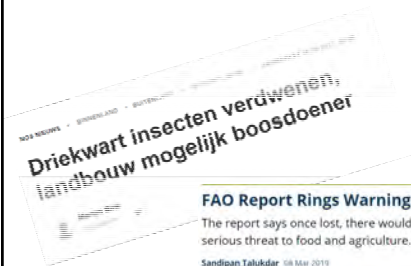 NOS NIEUWS • BINNENLAND • BUITENLAND
Driekwart insecten verdwenen,
landbouw mogelijk boosdoener
FAO Report Rings Warning
The report says once lost, there would
serious threat to food and agriculture.
Sandipan Talukdar 08 Mar 2019